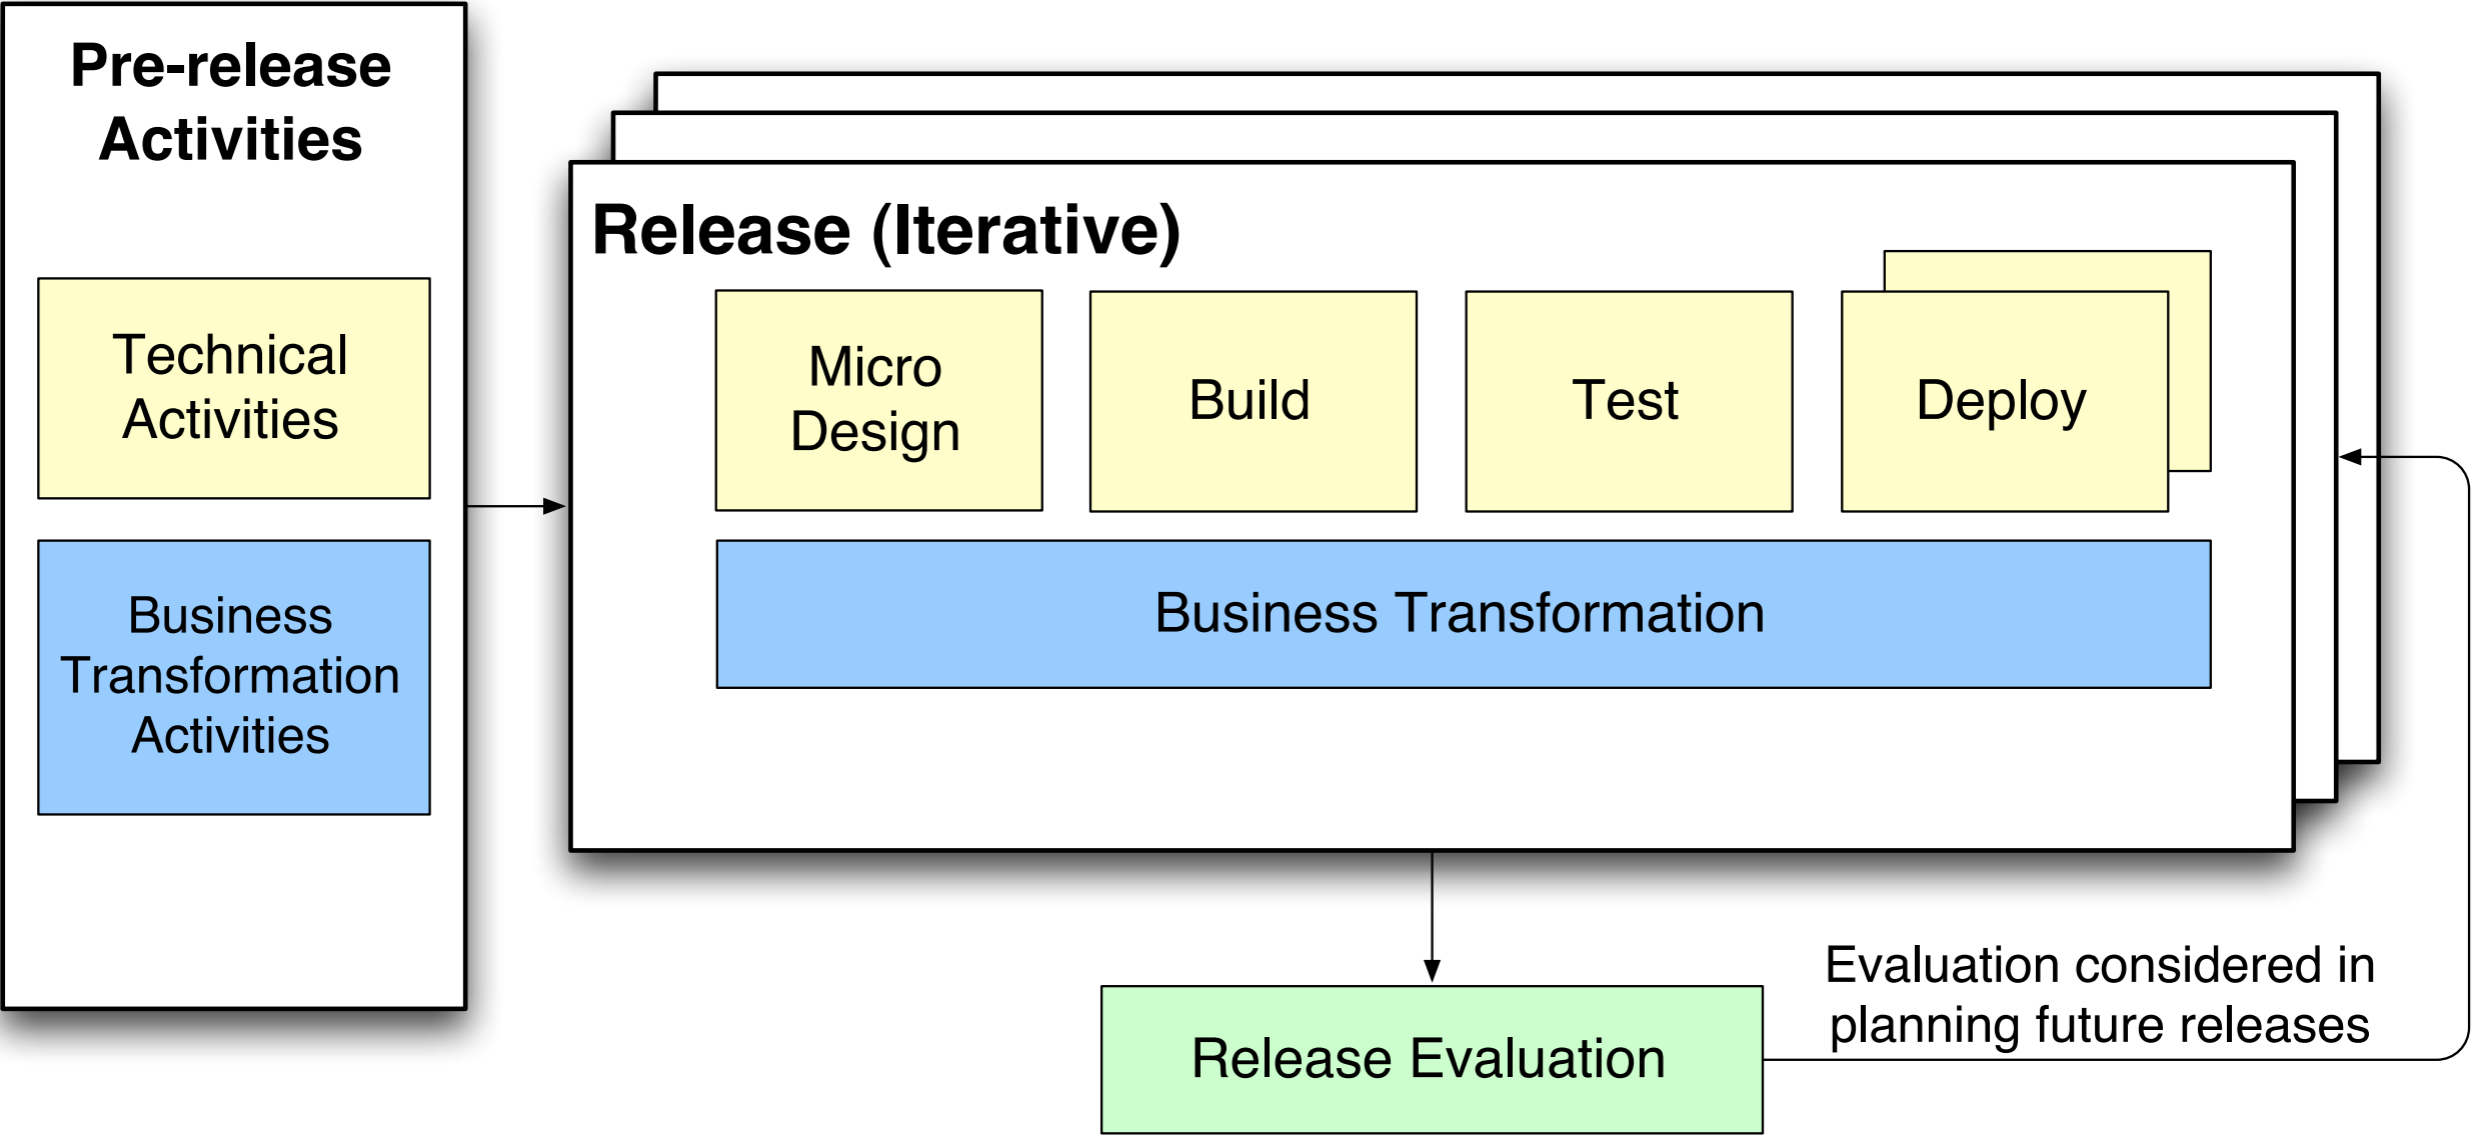 Pre-release
Activities
Technical
Activities
Business
Transformation
Activities
Release (Iterative)
Micro
Design
Build
Test
Deploy
Business Transformation
Release Evaluation
Evaluation considered in
planning future releases